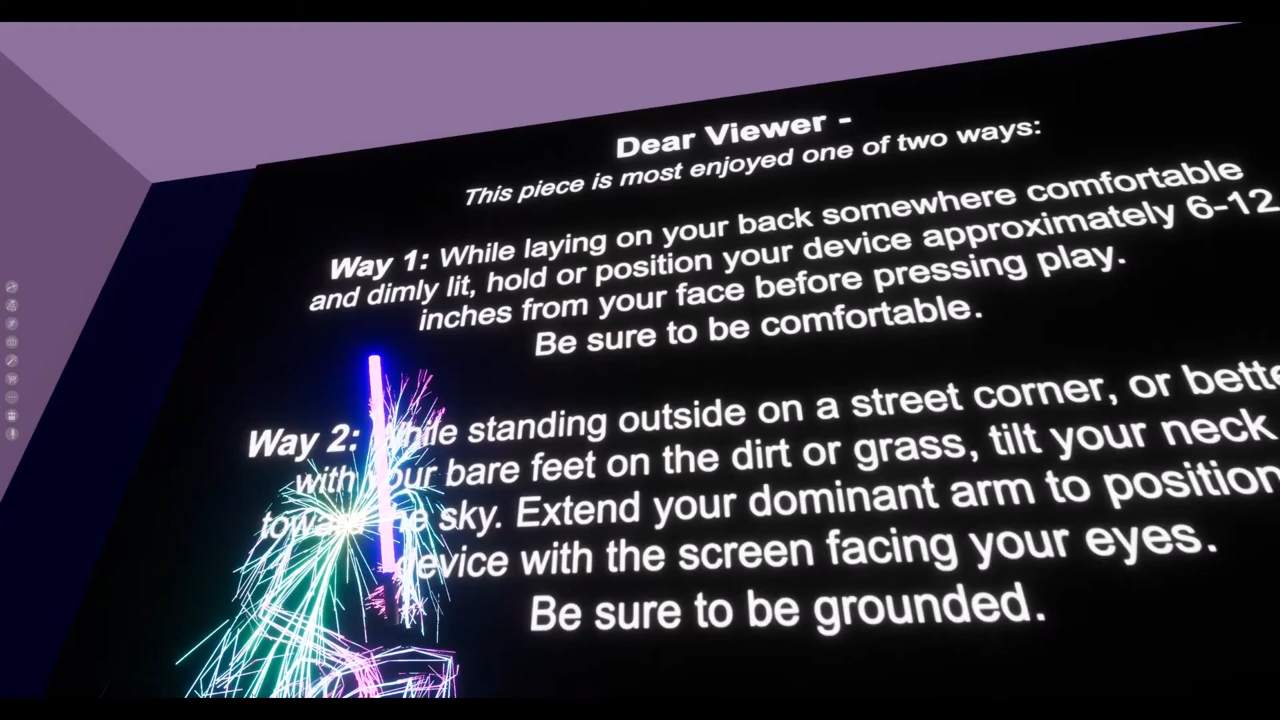 Dear Viewer -
This piece is most enjoyed one of two ways:
Way 1: While laying on your back somewhere comfortable
and dimly lit, hold or position your device approximately 6-12
inches from your face before pressing play.
Be sure to be comfortable.
Way 2: While standing outside on a street corner, or
with your bare feet on the dirt or grass, tilt your neck
toward the sky. Extend your dominant arm to position
device with the screen facing your eyes.
Be sure to be grounded.